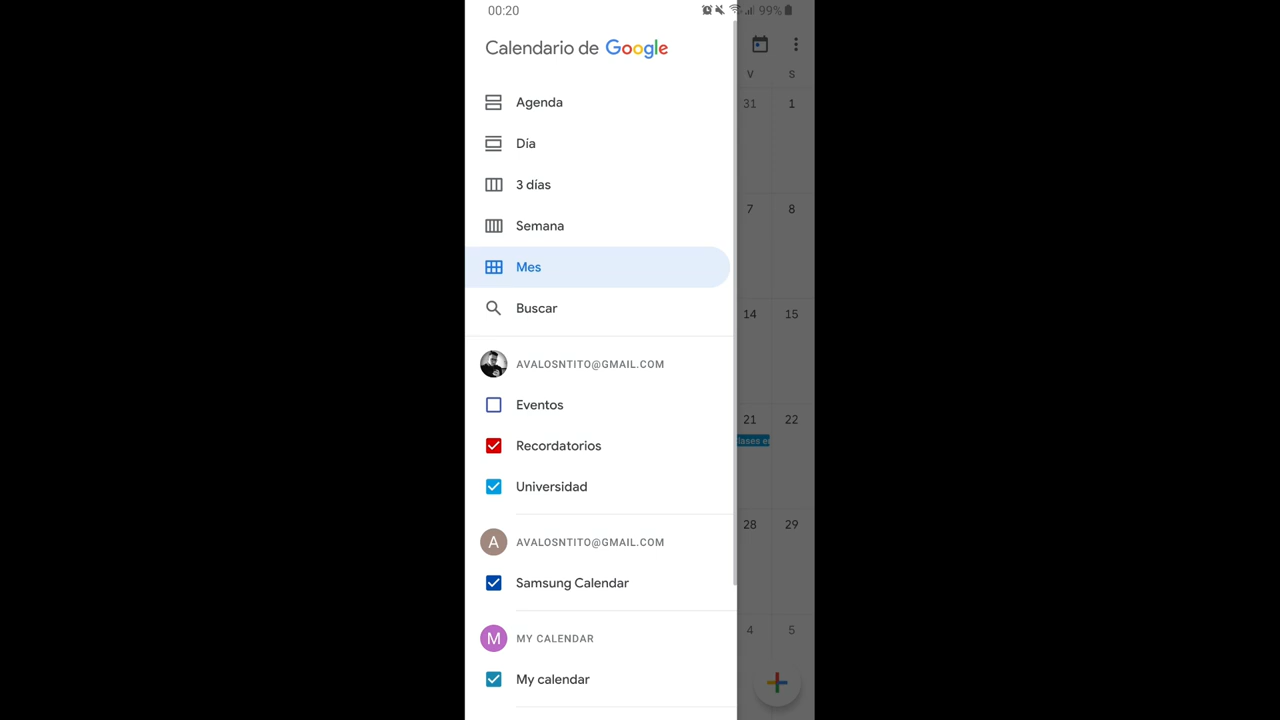 00:20
99%
Calendario de Google
V S
31 1
Agenda
Día
3 días
7 8
Semana
Mes
Buscar
14 15
AVALOSNTITO@GMAIL.COM
Eventos
21 22
Recordatorios
Universidad
28 29
AVALOSNTITO@GMAIL.COM
A
Samsung Calendar
4 5
M
MY CALENDAR
My calendar